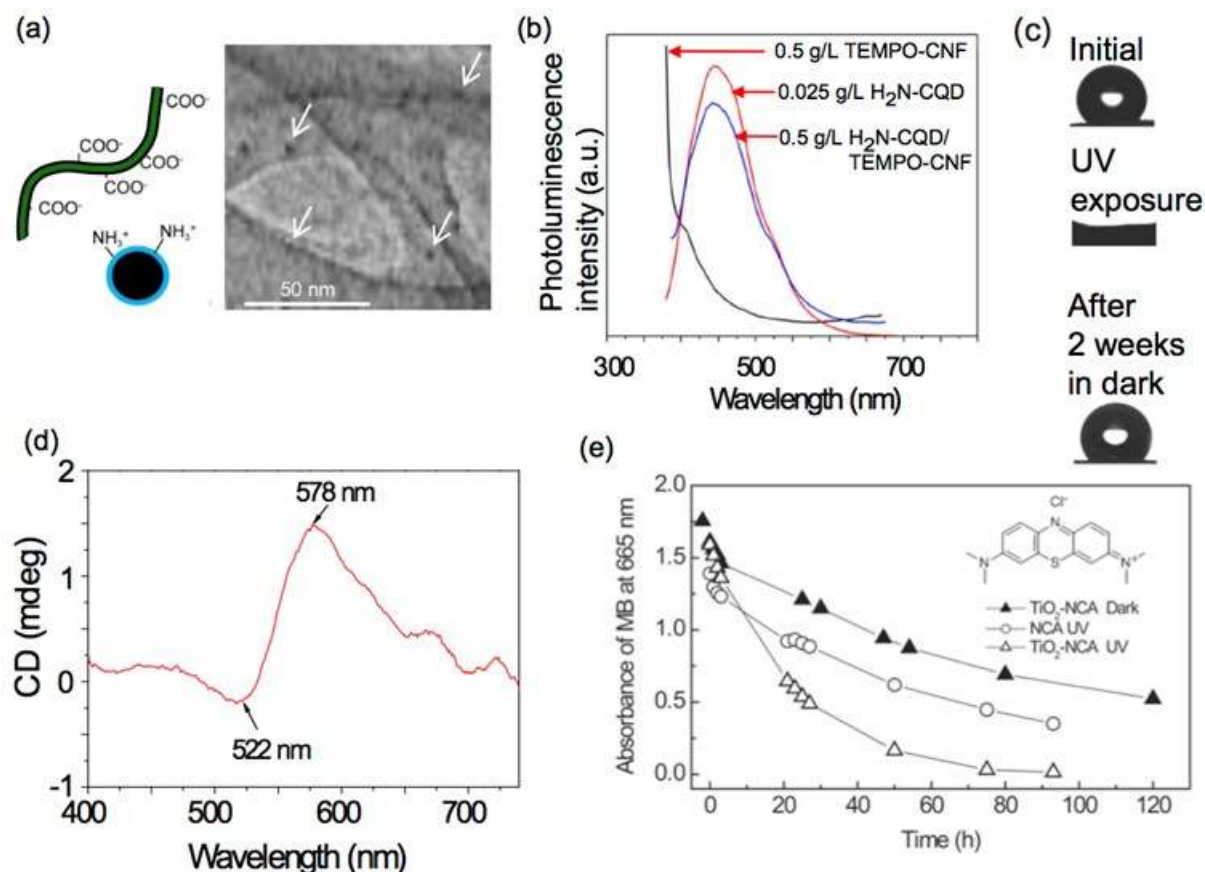 (a)
COO⁻
COO⁻
COO⁻
COO⁻
COO⁻
NH₃⁺
NH₃⁺
50 nm
(b)
Photoluminescence
intensity (a.u.)
0.5 g/L TEMPO-CNF
0.025 g/L H₂N-CQD
0.5 g/L H₂N-CQD/
TEMPO-CNF
300 500 700
Wavelength (nm)
(c)
Initial
UV
exposure
After
2 weeks
in dark
(d)
CD (mdeg)
2
1
0
-1
578 nm
522 nm
400 500 600 700
Wavelength (nm)
(e)
Absorbance of MB at 665 nm
2.0
1.5
1.0
0.5
0.0
Cl⁻
N
N
S
N⁺
TiO₂-NCA Dark
NCA UV
TiO₂-NCA UV
0 20 40 60 80 100 120
Time (h)